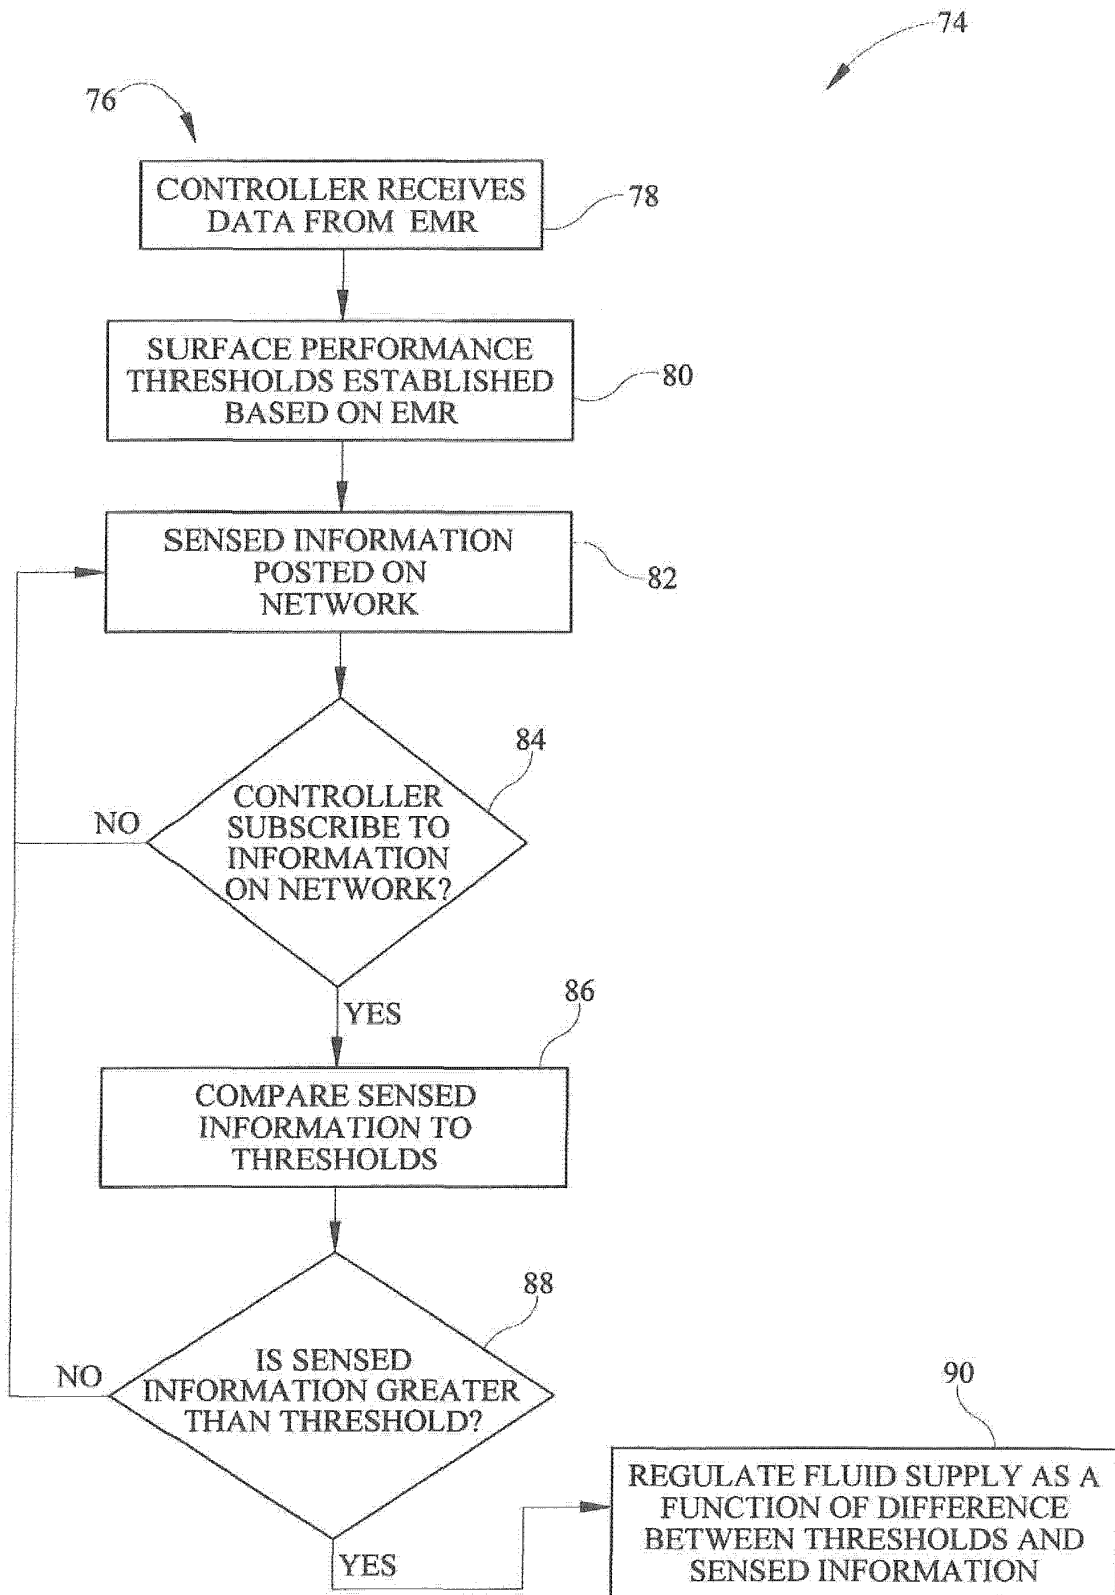 74
76
CONTROLLER RECEIVES
DATA FROM EMR
78
SURFACE PERFORMANCE
THRESHOLDS ESTABLISHED
BASED ON EMR
80
SENSED INFORMATION
POSTED ON
NETWORK
82
84
CONTROLLER
SUBSCRIBE TO
INFORMATION
ON NETWORK?
NO
YES
86
COMPARE SENSED
INFORMATION TO
THRESHOLDS
88
IS SENSED
INFORMATION GREATER
THAN THRESHOLD?
NO
YES
90
REGULATE FLUID SUPPLY AS A
FUNCTION OF DIFFERENCE
BETWEEN THRESHOLDS AND
SENSED INFORMATION